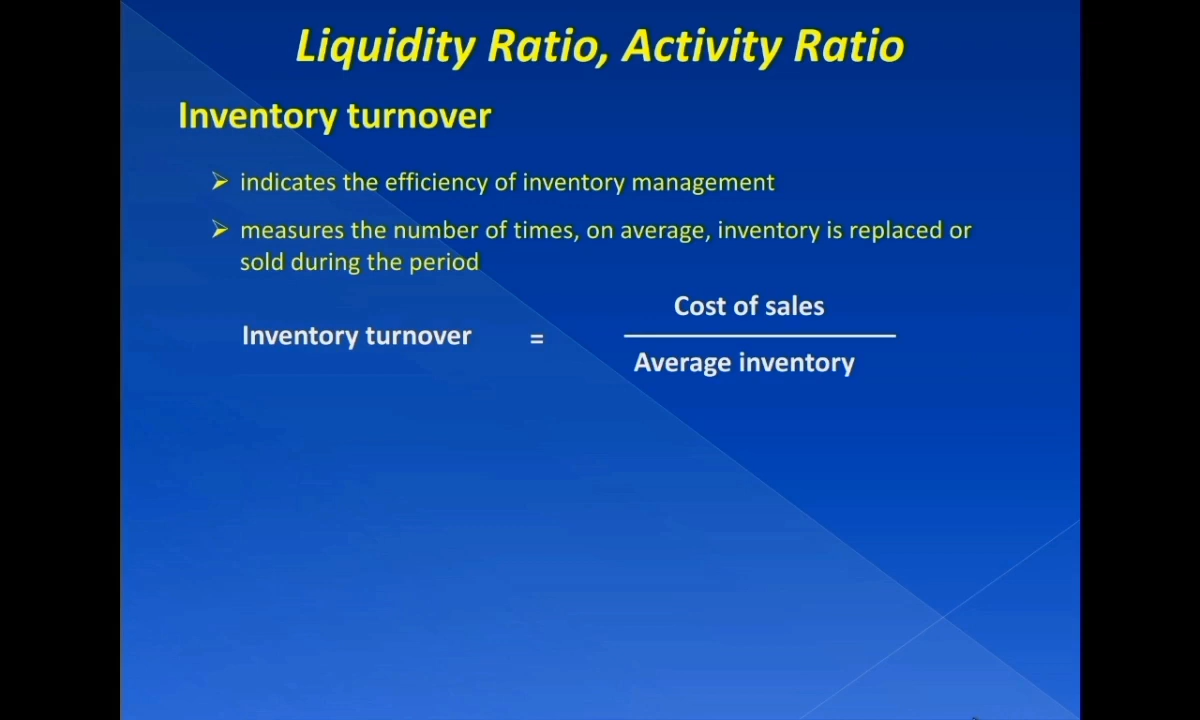 Liquidity Ratio, Activity Ratio
Inventory turnover
indicates the efficiency of inventory management
measures the number of times, on average, inventory is replaced or
sold during the period
Cost of sales
Inventory turnover =
Average inventory